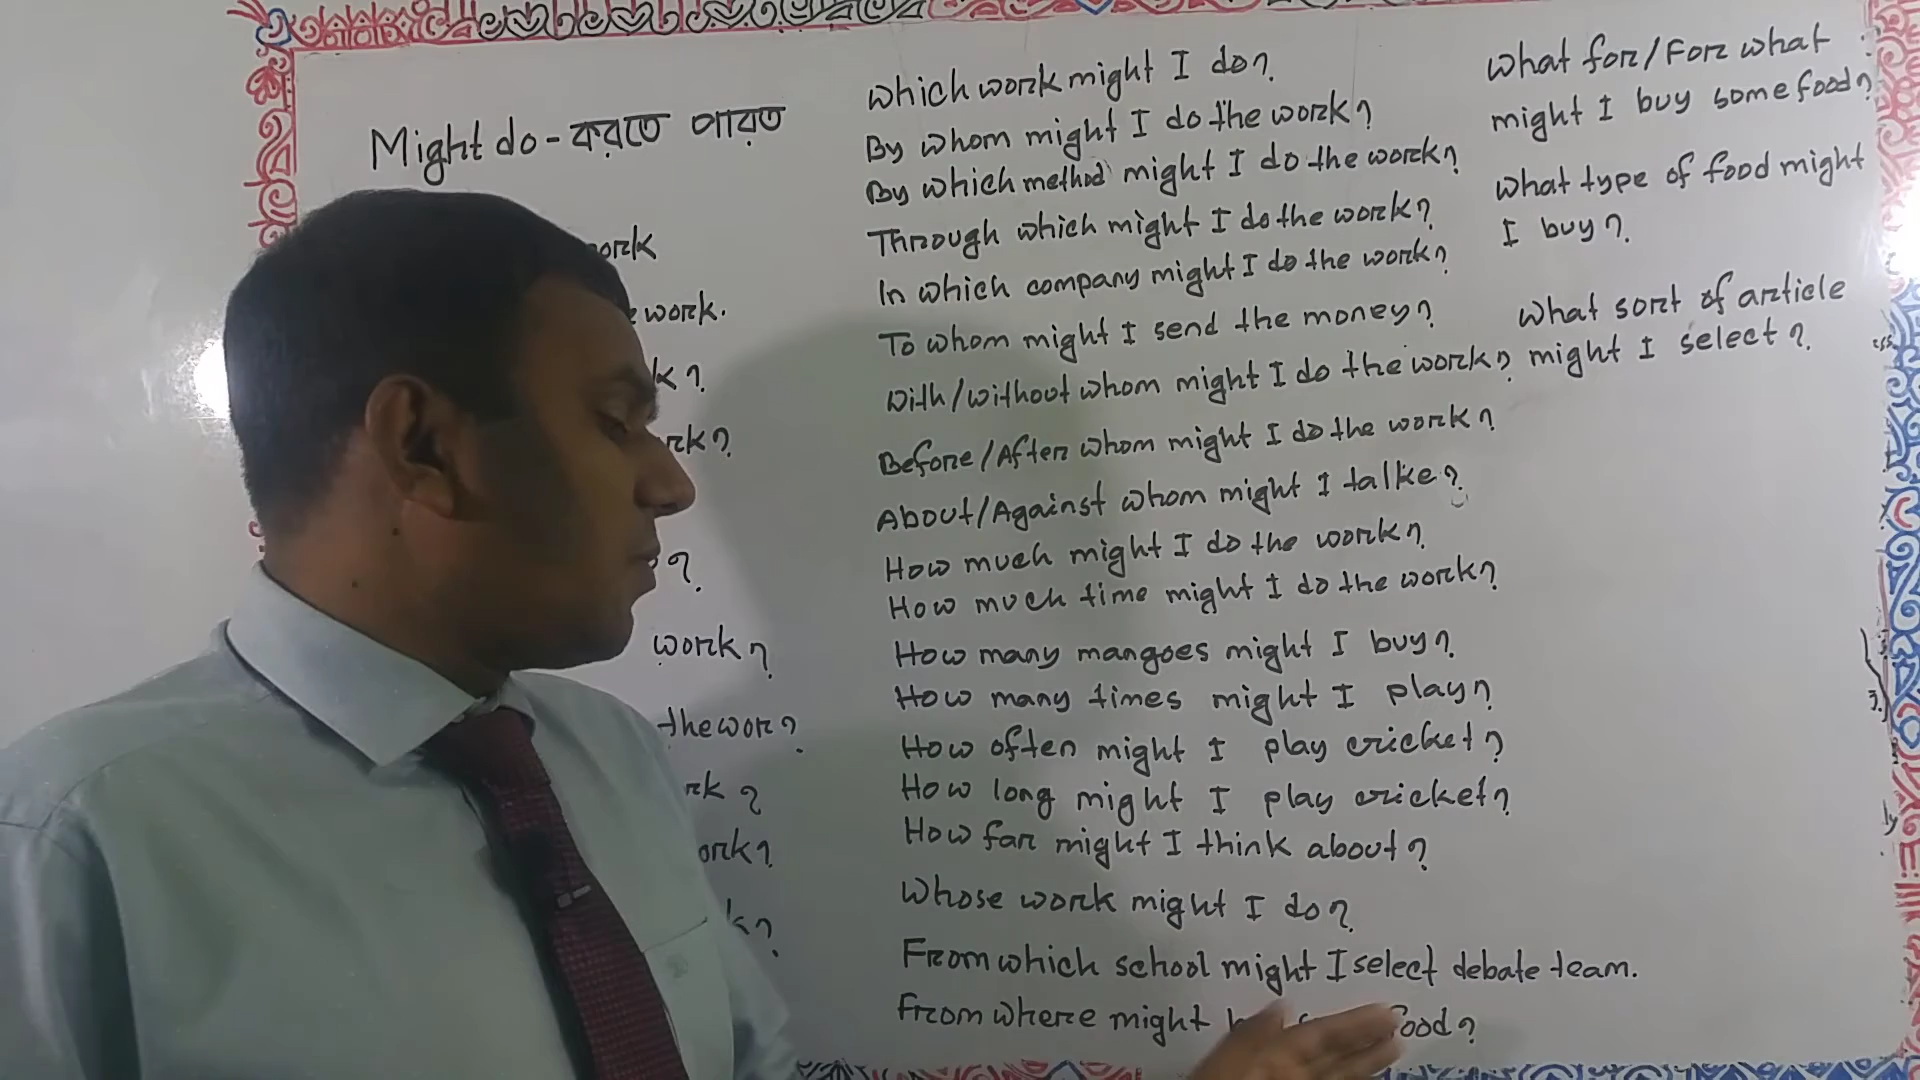 Might do - করতে পারত
work.
work?
the wor?
which work might I do?
By whom might I do the work?
By which method might I do the work?
Through which might I do the work?
In which company might I do the work?
To whom might I send the money?
With/without whom might I do the work?
Before/After whom might I do the work?
About/Against whom might I talke?
How much might I do the work?
How much time might I do the work?
How many mangoes might I buy?
How many times might I play?
How often might I play cricket?
How long might I play cricket?
How far might I think about?
Whose work might I do?
From which school might I select debate team.
From where might food?
what for/For what
might I buy some food?
what type of food might
I buy?
what sort of article
might I select?